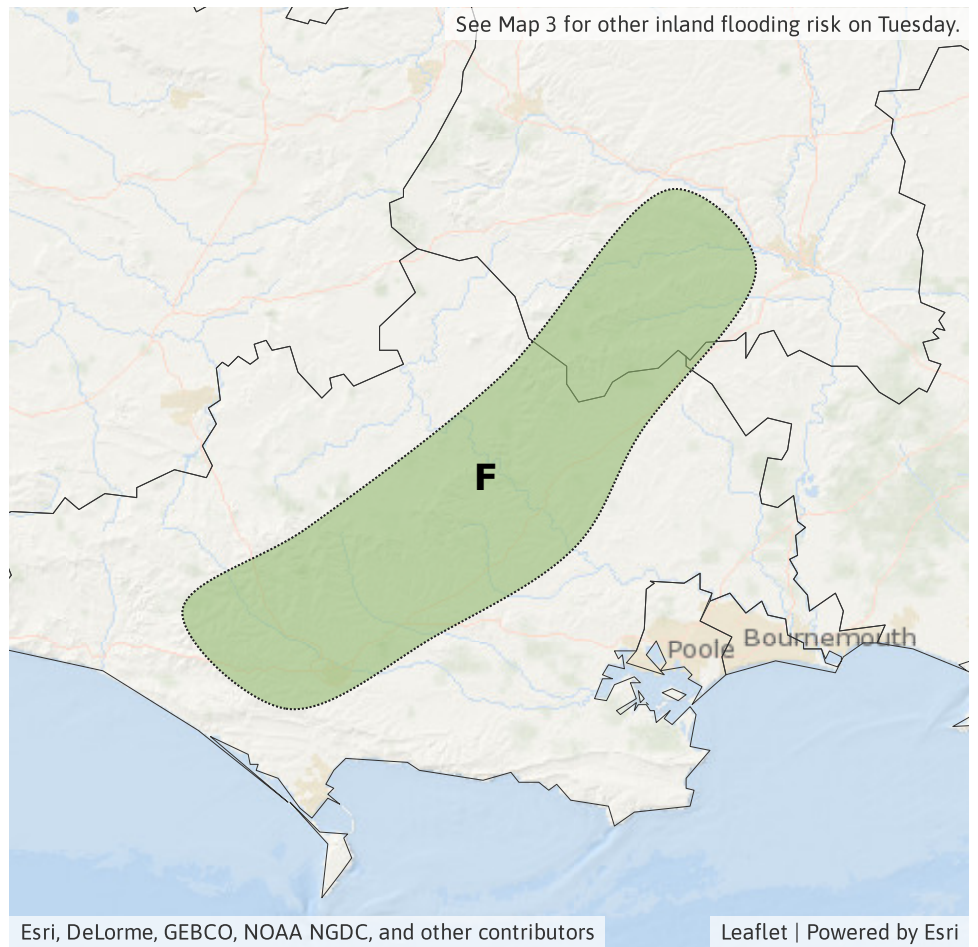 See Map 3 for other inland flooding risk on Tuesday.
F
Poole
Bournemouth
Esri, DeLorme, GEBCO, NOAA NGDC, and other contributors
Leaflet | Powered by Esri